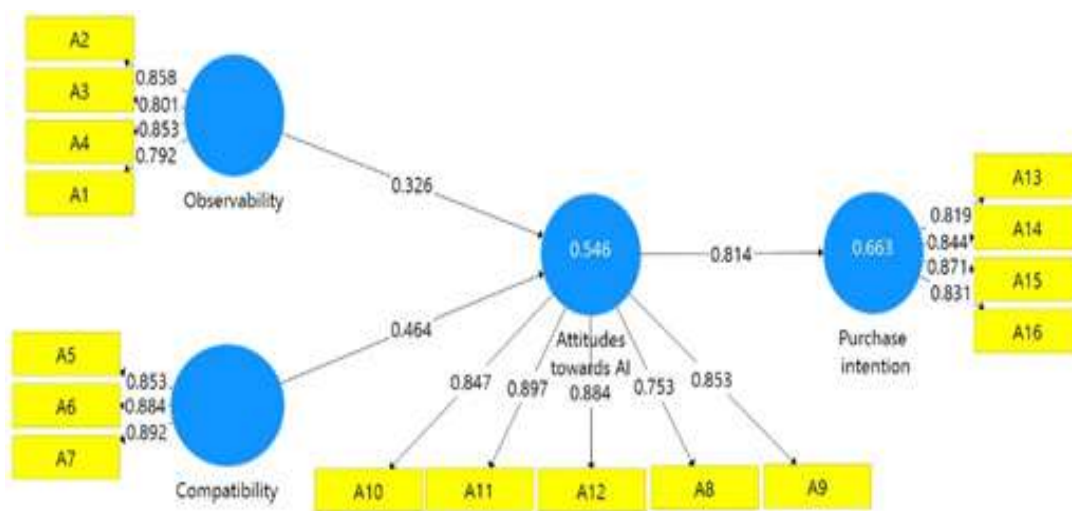 A2
A3
A4
A1
0.858
0.801
0.853
0.792
Observability
0.326
A5
A6
A7
0.853
0.884
0.892
Compatibility
0.464
0.546
Attitudes
towards AI
0.814
0.847
0.897
0.884
0.753
0.853
A10
A11
A12
A8
A9
0.663
Purchase
intention
0.819
0.844
0.871
0.831
A13
A14
A15
A16